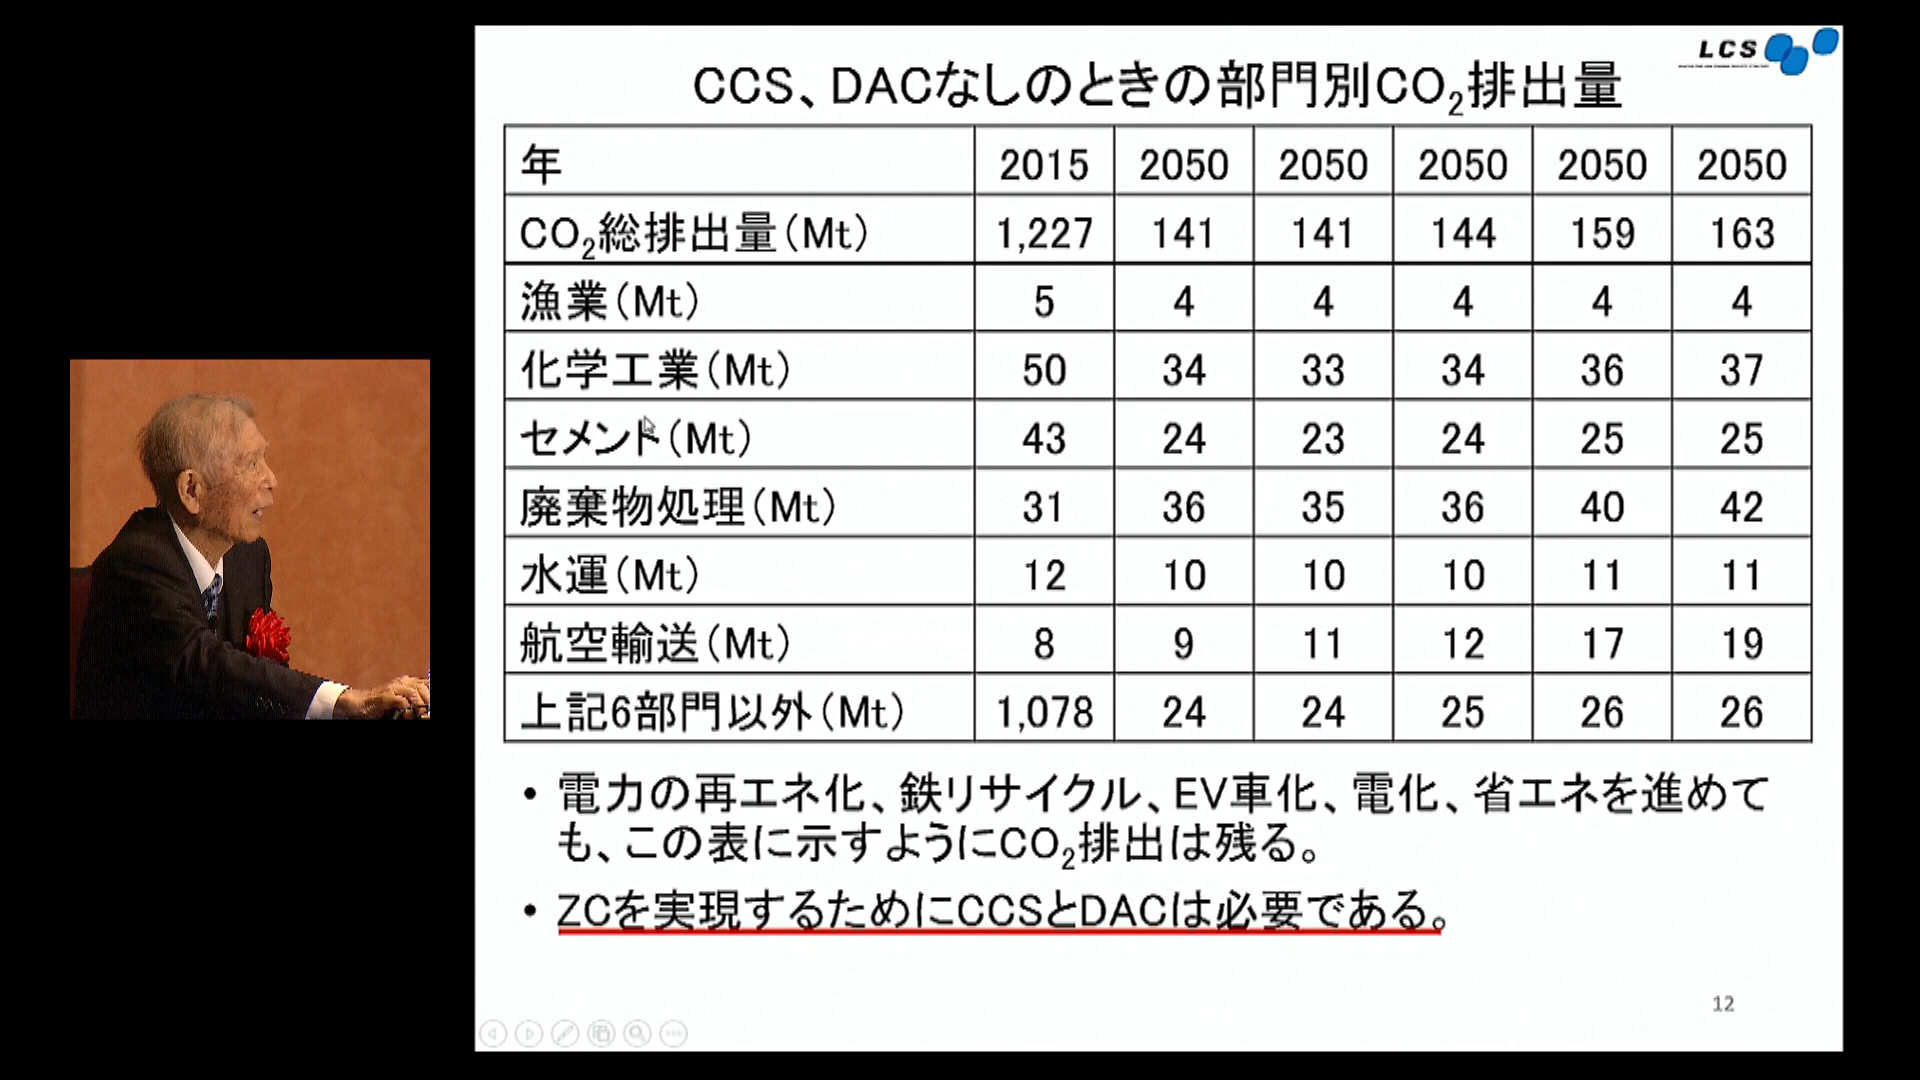 LCS
CCS、DACなしのときの部門別CO₂排出量
年 2015 2050 2050 2050 2050 2050
CO₂総排出量(Mt) 1,227 141 141 144 159 163
漁業(Mt) 5 4 4 4 4 4
化学工業(Mt) 50 34 33 34 36 37
セメント(Mt) 43 24 23 24 25 25
廃棄物処理(Mt) 31 36 35 36 40 42
水運(Mt) 12 10 10 10 11 11
航空輸送(Mt) 8 9 11 12 17 19
上記6部門以外(Mt) 1,078 24 24 25 26 26
• 電力の再エネ化、鉄リサイクル、EV車化、電化、省エネを進めて
も、この表に示すようにCO₂排出は残る。
• ZCを実現するためにCCSとDACは必要である。
12